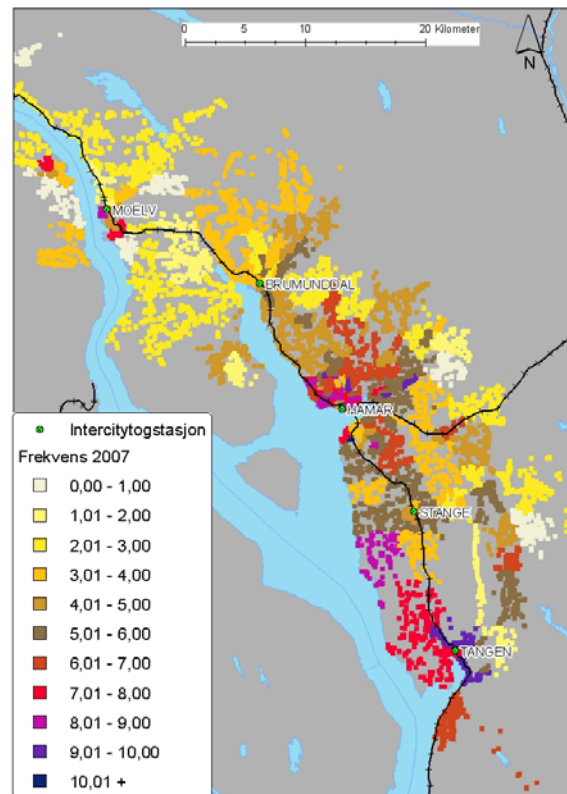 0 5 10 20 Kilometer
N
MOELV
BRUMUNDDAL
HAMAR
STANGE
TANGEN
Intercitytogstasjon
Frekvens 2007
0,00 - 1,00
1,01 - 2,00
2,01 - 3,00
3,01 - 4,00
4,01 - 5,00
5,01 - 6,00
6,01 - 7,00
7,01 - 8,00
8,01 - 9,00
9,01 - 10,00
10,01 +